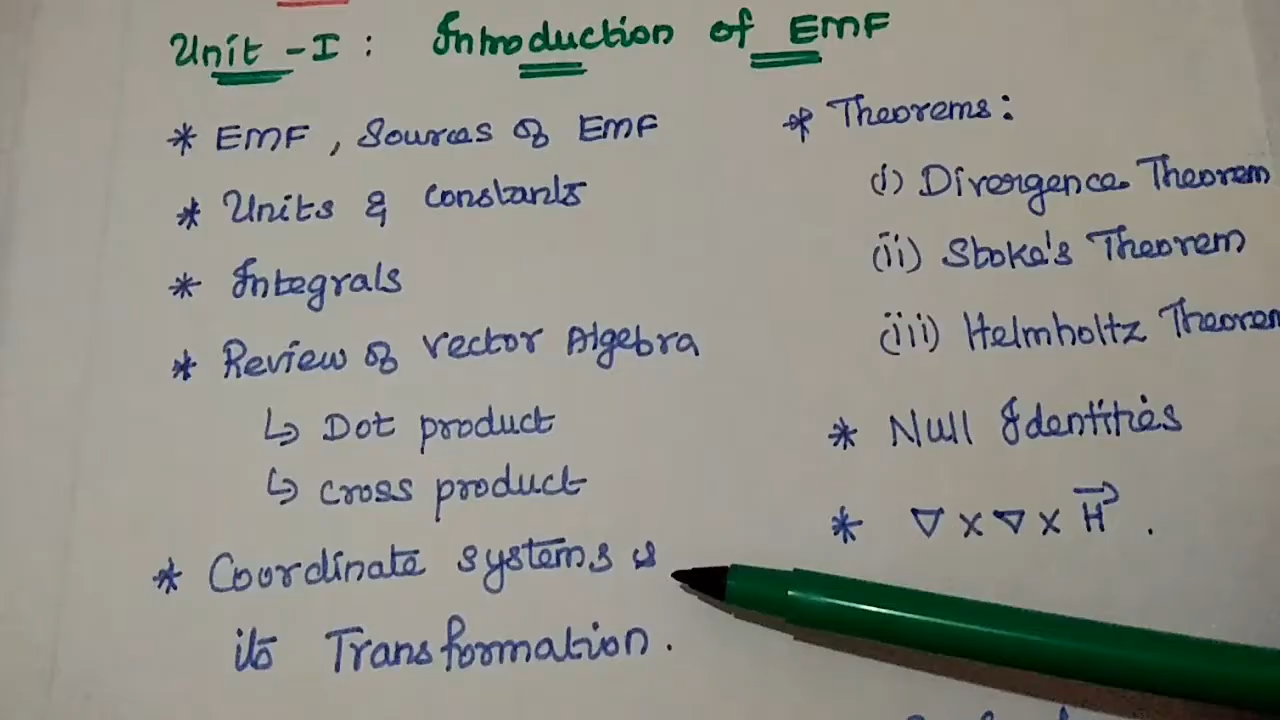 Unit - I : Introduction of EMF
* EMF, Sources of EMF
* Units & constants
* Integrals
* Review of vector Algebra
↳ Dot product
↳ cross product
* Coordinate systems &
its Transformation.
* Theorems:
(i) Divergence Theorem
(ii) Stoke's Theorem
(iii) Helmholtz Theorem
* Null Identities
* ∇ × ∇ × H⃗ .